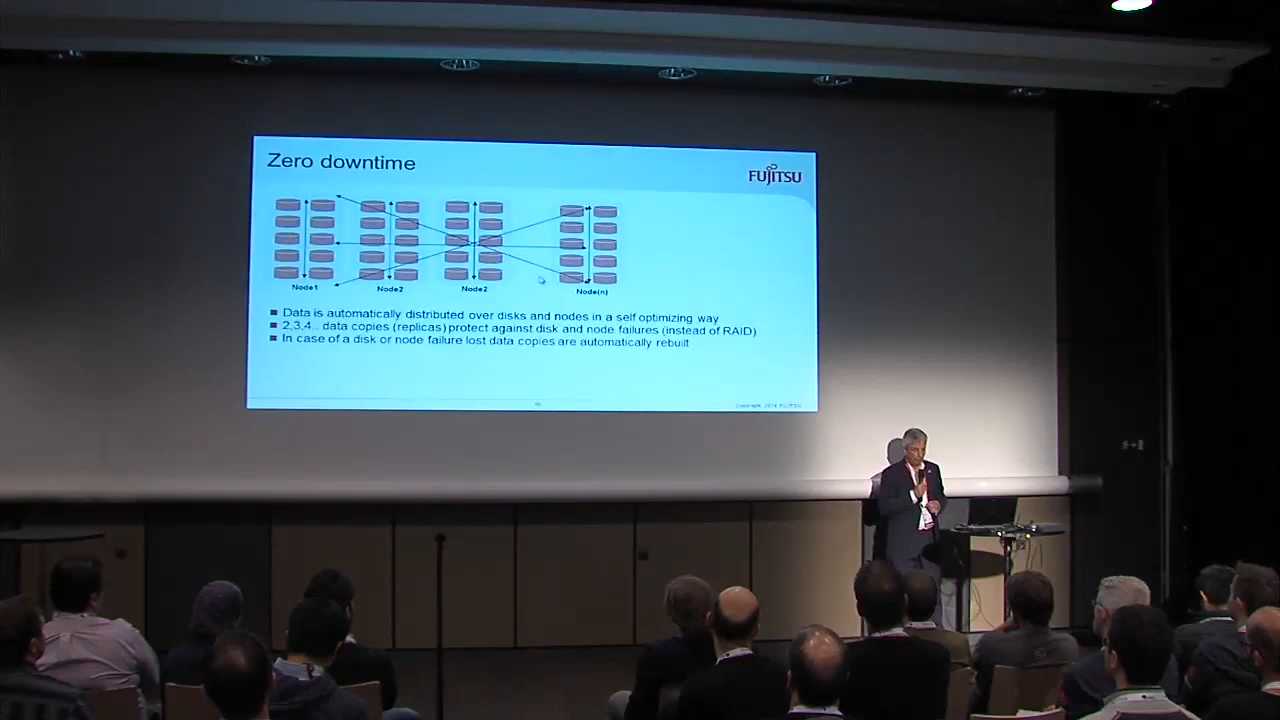 Zero downtime
FUJITSU
Node1
Node2
Node2
Node(n)
Data is automatically distributed over disks and nodes in a self optimizing way
2,3,4.. data copies (replicas) protect against disk and node failures (instead of RAID)
In case of a disk or node failure lost data copies are automatically rebuilt
Copyright 2014 FUJITSU